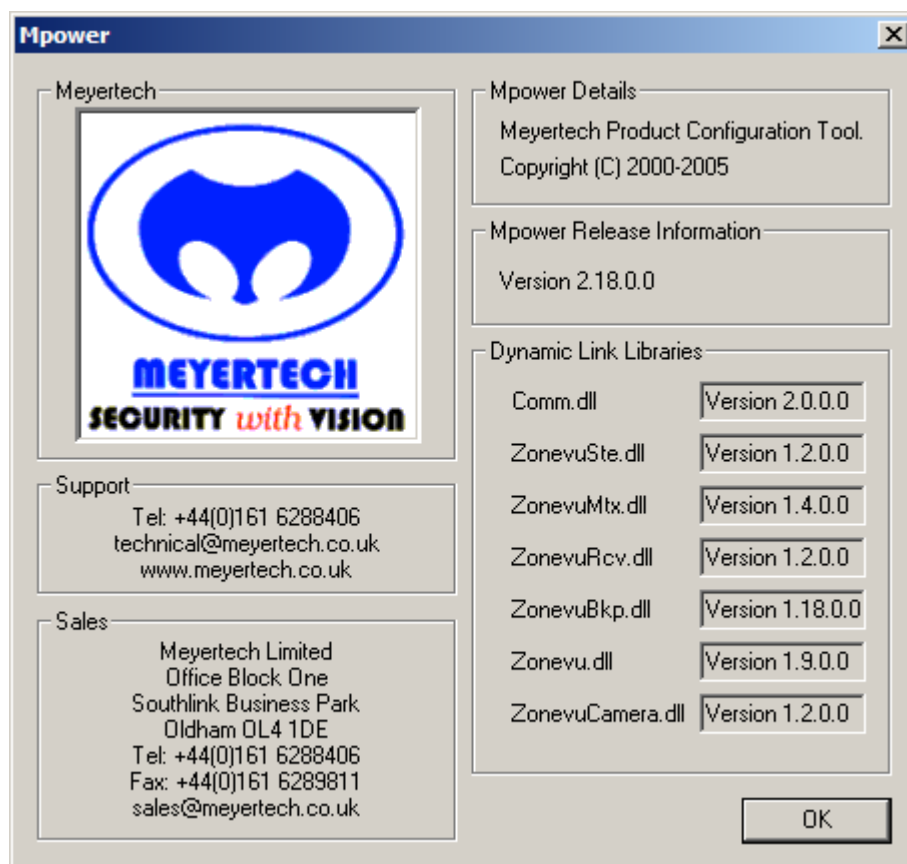 Mpower
Meyertech
MEYERTECH
SECURITY with VISION
Support
Tel: +44(0)161 6288406
technical@meyertech.co.uk
www.meyertech.co.uk
Sales
Meyertech Limited
Office Block One
Southlink Business Park
Oldham OL4 1DE
Tel: +44(0)161 6288406
Fax: +44(0)161 6289811
sales@meyertech.co.uk
Mpower Details
Meyertech Product Configuration Tool.
Copyright (C) 2000-2005
Mpower Release Information
Version 2.18.0.0
Dynamic Link Libraries
Comm.dll Version 2.0.0.0
ZonevuSte.dll Version 1.2.0.0
ZonevuMtx.dll Version 1.4.0.0
ZonevuRcv.dll Version 1.2.0.0
ZonevuBkp.dll Version 1.18.0.0
Zonevu.dll Version 1.9.0.0
ZonevuCamera.dll Version 1.2.0.0
OK